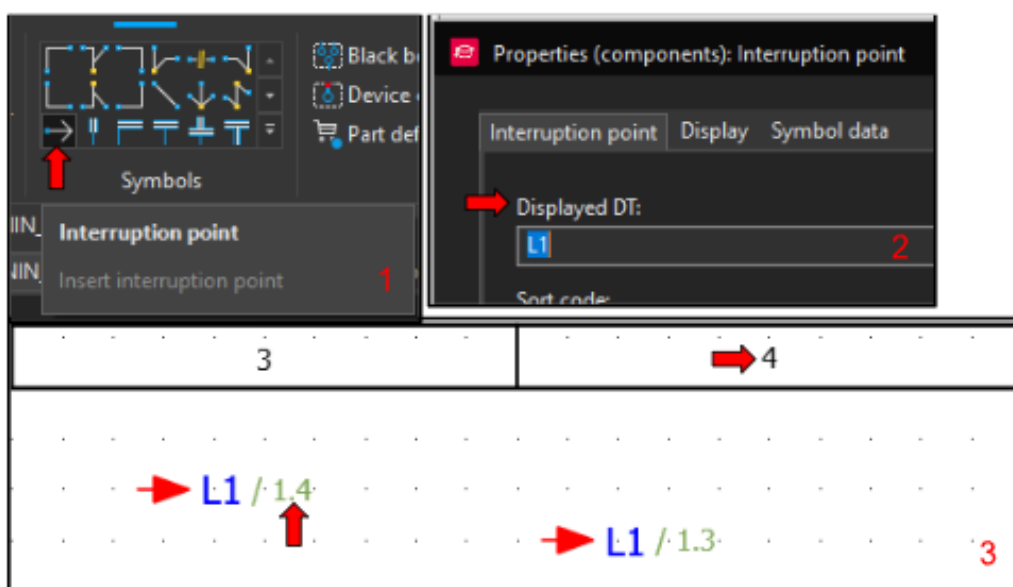 Black b
Device
Part def
Symbols
IIN_
Interruption point
IIN_
Insert interruption point
1
Properties (components): Interruption point
Interruption point Display Symbol data
Displayed DT:
L1
2
Sort code:
3
4
L1 / 1.4
L1 / 1.3
3